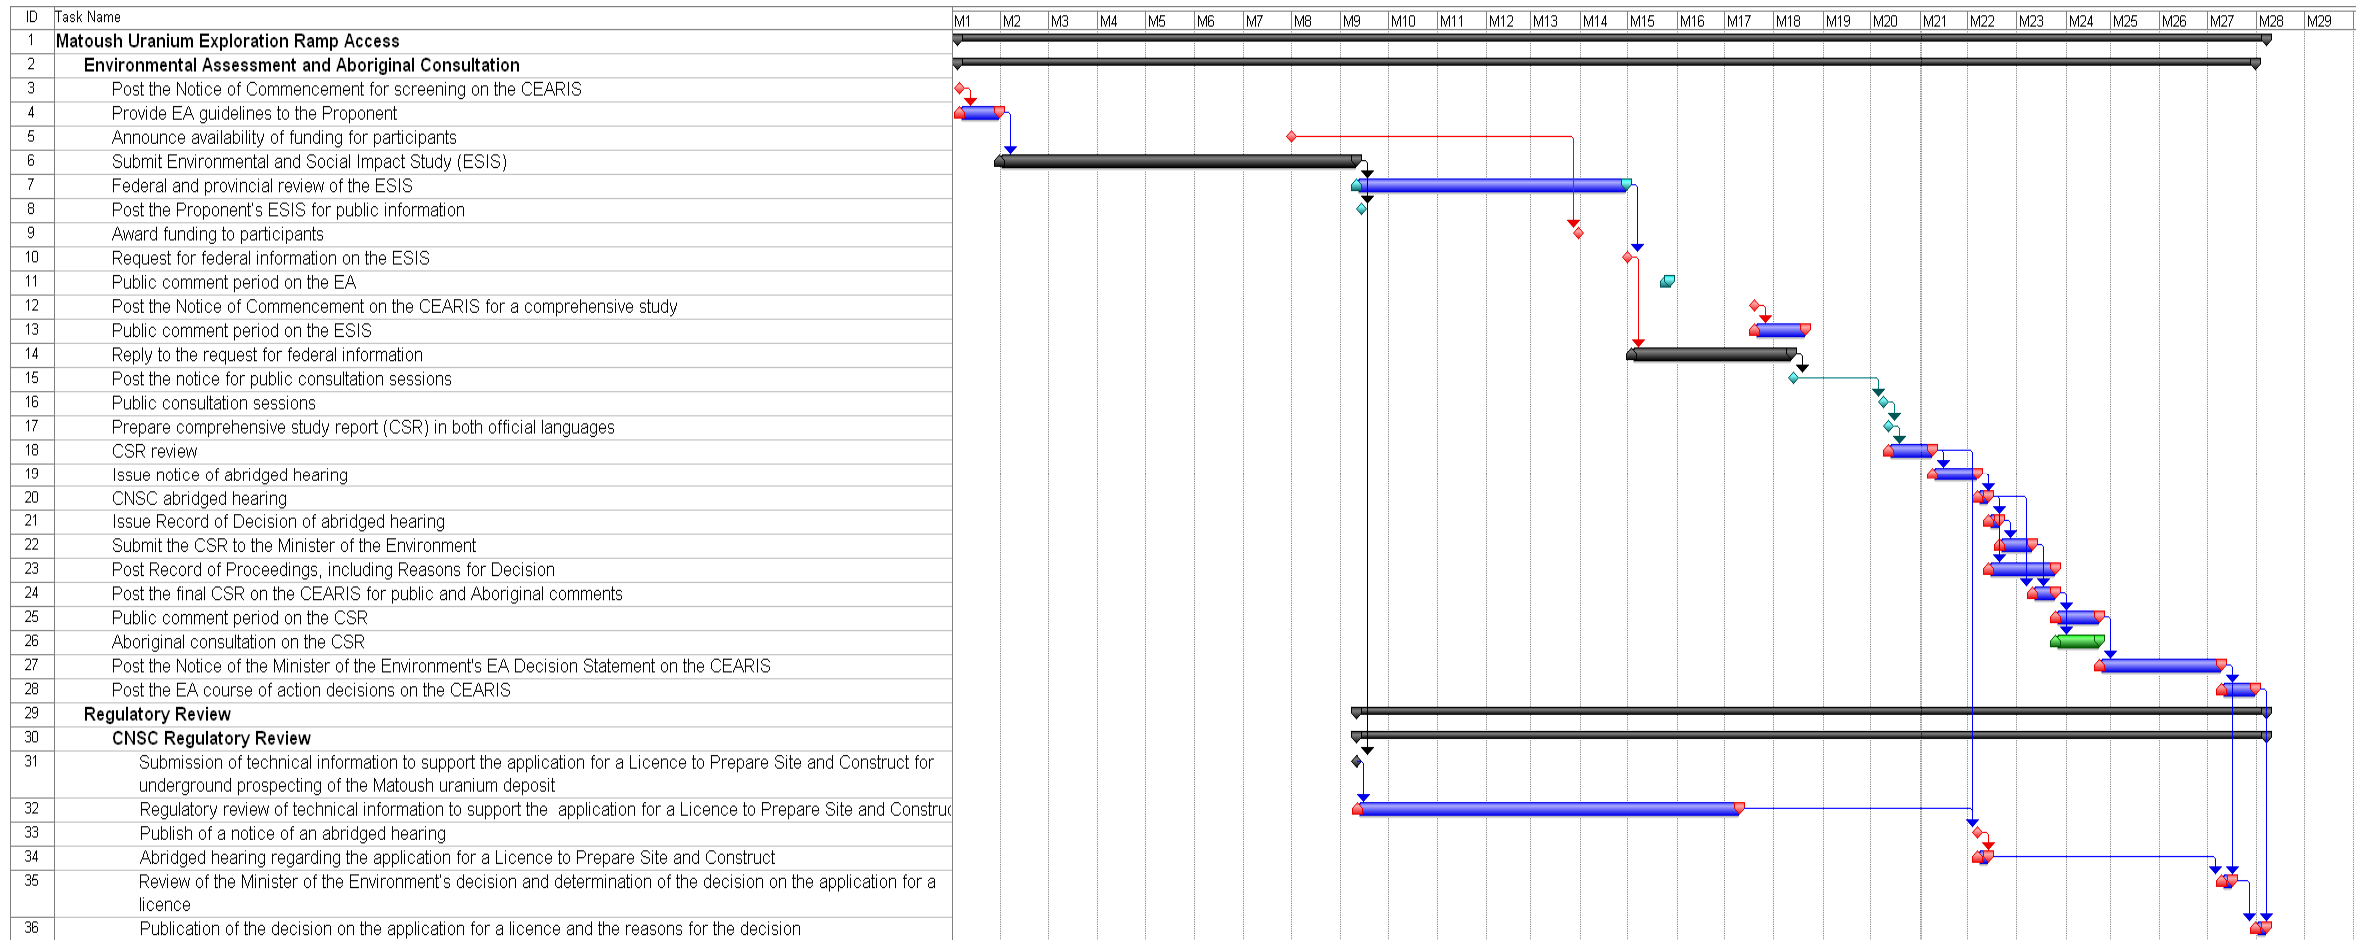 ID Task Name M1 M2 M3 M4 M5 M6 M7 M8 M9 M10 M11 M12 M13 M14 M15 M16 M17 M18 M19 M20 M21 M22 M23 M24 M25 M26 M27 M28 M29
1 Matoush Uranium Exploration Ramp Access
2 Environmental Assessment and Aboriginal Consultation
3 Post the Notice of Commencement for screening on the CEARIS
4 Provide EA guidelines to the Proponent
5 Announce availability of funding for participants
6 Submit Environmental and Social Impact Study (ESIS)
7 Federal and provincial review of the ESIS
8 Post the Proponent's ESIS for public information
9 Award funding to participants
10 Request for federal information on the ESIS
11 Public comment period on the EA
12 Post the Notice of Commencement on the CEARIS for a comprehensive study
13 Public comment period on the ESIS
14 Reply to the request for federal information
15 Post the notice for public consultation sessions
16 Public consultation sessions
17 Prepare comprehensive study report (CSR) in both official languages
18 CSR review
19 Issue notice of abridged hearing
20 CNSC abridged hearing
21 Issue Record of Decision of abridged hearing
22 Submit the CSR to the Minister of the Environment
23 Post Record of Proceedings, including Reasons for Decision
24 Post the final CSR on the CEARIS for public and Aboriginal comments
25 Public comment period on the CSR
26 Aboriginal consultation on the CSR
27 Post the Notice of the Minister of the Environment's EA Decision Statement on the CEARIS
28 Post the EA course of action decisions on the CEARIS
29 Regulatory Review
30 CNSC Regulatory Review
31 Submission of technical information to support the application for a Licence to Prepare Site and Construct for
underground prospecting of the Matoush uranium deposit
32 Regulatory review of technical information to support the application for a Licence to Prepare Site and Construc
33 Publish of a notice of an abridged hearing
34 Abridged hearing regarding the application for a Licence to Prepare Site and Construct
35 Review of the Minister of the Environment's decision and determination of the decision on the application for a
licence
36 Publication of the decision on the application for a licence and the reasons for the decision